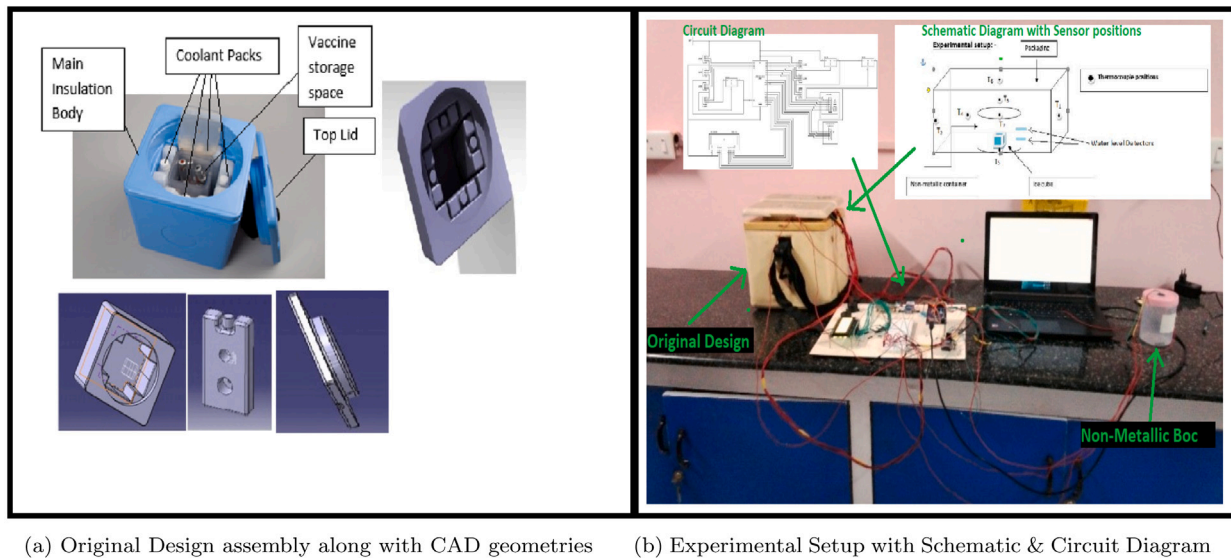 Main
Insulation
Body
Coolant Packs
Vaccine
storage
space
Top Lid
Circuit Diagram
Schematic Diagram with Sensor positions
Experimental setup:
Packaging
Thermocouple positions
Water level Detectors
Non-metallic container
Ice cube
Original Design
Non-Metallic Boc
(a) Original Design assembly along with CAD geometries
(b) Experimental Setup with Schematic & Circuit Diagram